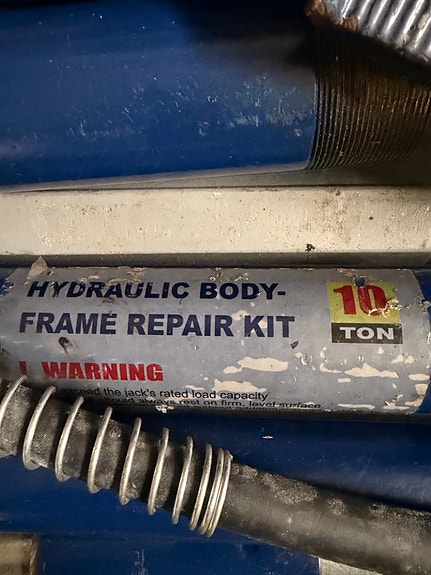 HYDRAULIC BODY-
FRAME REPAIR KIT
10
TON
! WARNING
the jack's rated load capacity
should always rest on firm, level surface